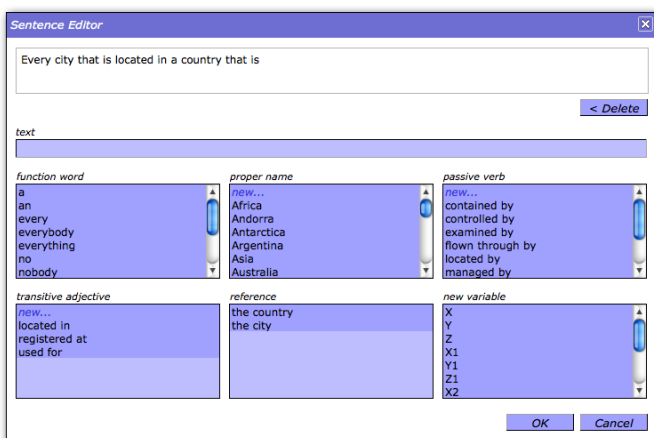 Sentence Editor
Every city that is located in a country that is
< Delete
text
function word
a
an
every
everybody
everything
no
nobody
proper name
new...
Africa
Andorra
Antarctica
Argentina
Asia
Australia
passive verb
new...
contained by
controlled by
examined by
flown through by
located by
managed by
transitive adjective
new...
located in
registered at
used for
reference
the country
the city
new variable
X
Y
Z
X1
Y1
Z1
X2
OK
Cancel